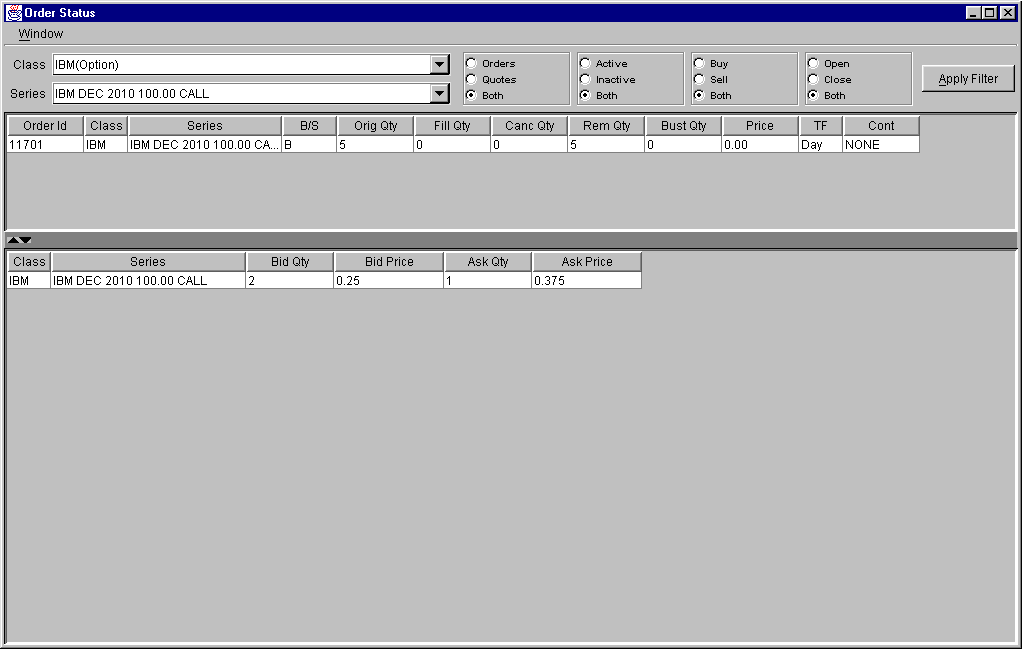 Order Status
Window
Class IBM(Option)
Series IBM DEC 2010 100.00 CALL
Orders
Quotes
Both
Active
Inactive
Both
Buy
Sell
Both
Open
Close
Both
Apply Filter
Order Id Class Series B/S Orig Qty Fill Qty Canc Qty Rem Qty Bust Qty Price TF Cont
11701 IBM IBM DEC 2010 100.00 CA... B 5 0 0 5 0 0.00 Day NONE
Class Series Bid Qty Bid Price Ask Qty Ask Price
IBM IBM DEC 2010 100.00 CALL 2 0.25 1 0.375